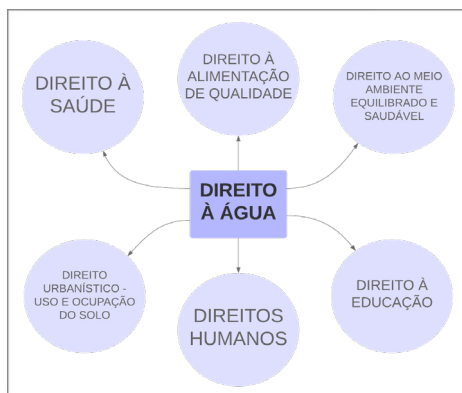 DIREITO À
SAÚDE
DIREITO À
ALIMENTAÇÃO
DE QUALIDADE
DIREITO AO MEIO
AMBIENTE
EQUILIBRADO E
SAUDÁVEL
DIREITO
À ÁGUA
DIREITO
URBANÍSTICO -
USO E OCUPAÇÃO
DO SOLO
DIREITOS
HUMANOS
DIREITO À
EDUCAÇÃO